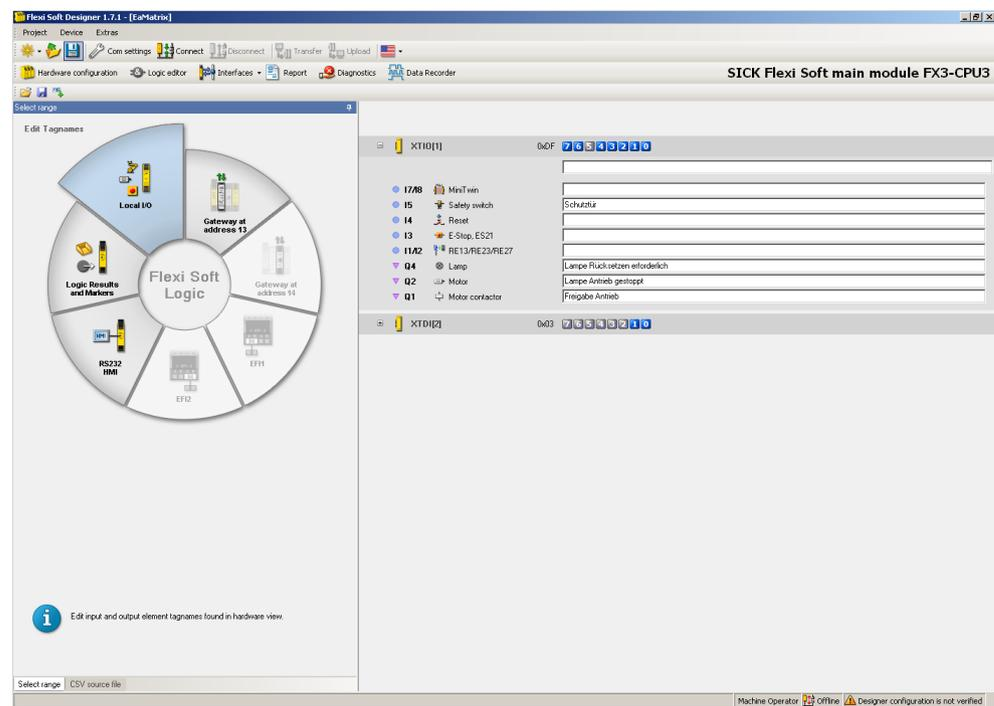 Flexi Soft Designer 1.7.1 - [EaMatrix]
Project Device Extras
Com settings Connect Disconnect Transfer Upload
Hardware configuration Logic editor Interfaces Report Diagnostics Data Recorder SICK Flexi Soft main module FX3-CPU3
Select range
Edit Tagnames
Local I/O
Gateway at
address 13
Logic Results
and Markers
Flexi Soft
Logic
Gateway at
address 14
HMI
RS232
HMI
EFI2
EFI1
XTIO[1] 0xDF 7 6 5 4 3 2 1 0
I7/I8 MiniTwin
I5 Safety switch Schutztür
I4 Reset
I3 E-Stop, ES21
I1/I2 RE13/RE23/RE27
Q4 Lamp Lampe Rücksetzen erforderlich
Q2 Motor Lampe Antrieb gestoppt
Q1 Motor contactor Freigabe Antrieb
XTDI[2] 0x03 7 6 5 4 3 2 1 0
Edit input and output element tagnames found in hardware view.
Select range CSV source file
Machine Operator Offline Designer configuration is not verified